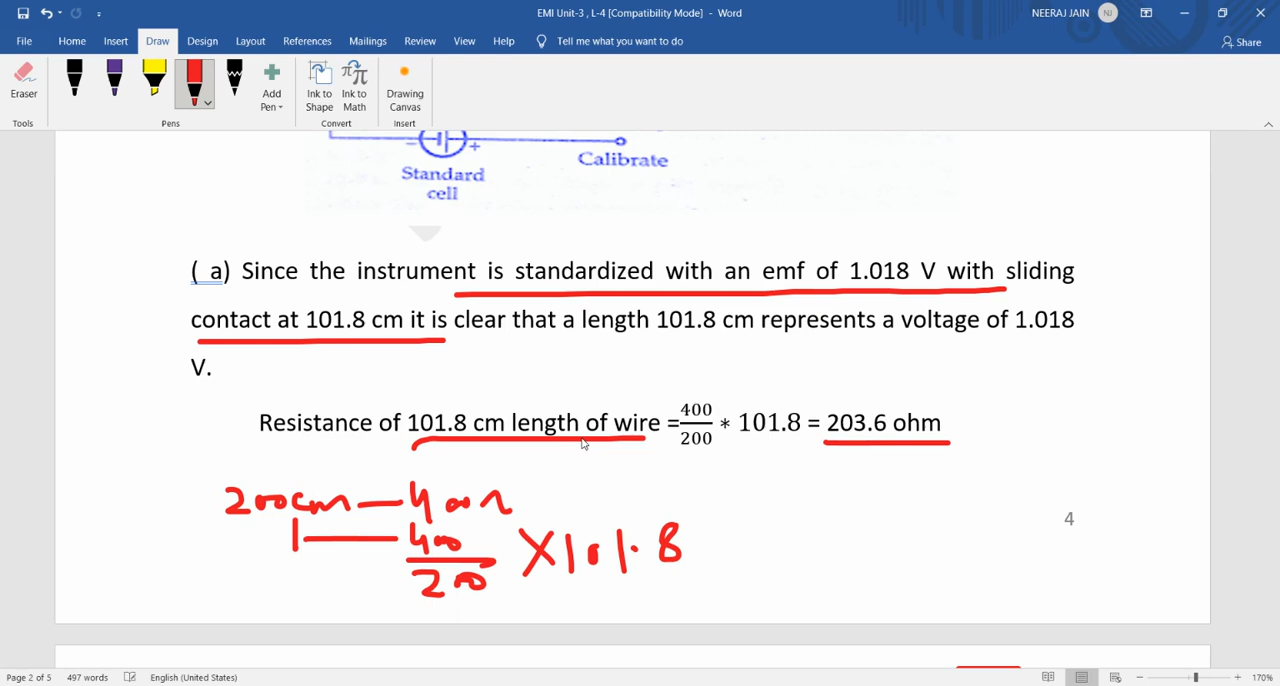 EMI Unit-3 , L-4 [Compatibility Mode] - Word
NEERAJ JAIN NJ
File Home Insert Draw Design Layout References Mailings Review View Help Tell me what you want to do Share
Eraser
Add Pen
Ink to Shape
Ink to Math
Drawing Canvas
Tools Pens Convert Insert
− +
Calibrate
Standard
cell
( a) Since the instrument is standardized with an emf of 1.018 V with sliding
contact at 101.8 cm it is clear that a length 101.8 cm represents a voltage of 1.018
V.
Resistance of 101.8 cm length of wire =400/200 ∗ 101.8 = 203.6 ohm
200cm — 400Ω
1 — 400/200 X 101.8
4
Page 2 of 5 497 words English (United States) 170%